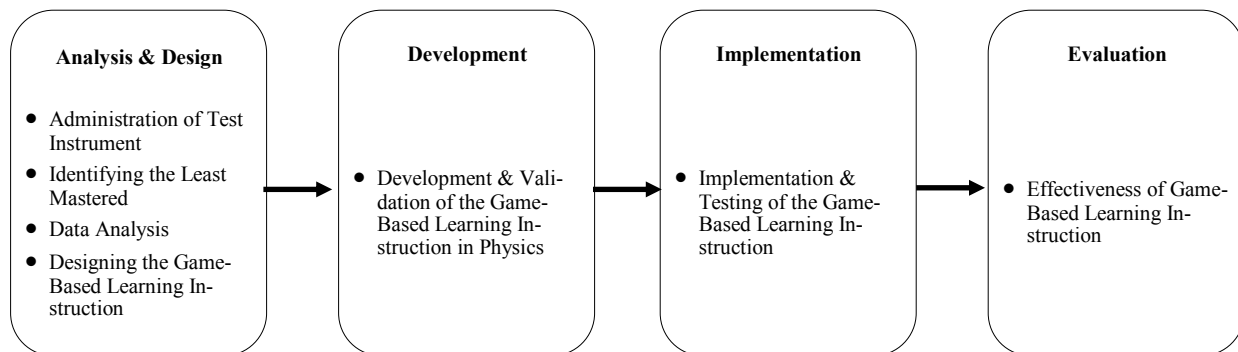 Analysis & Design
● Administration of Test
Instrument
● Identifying the Least
Mastered
● Data Analysis
● Designing the Game-
Based Learning In-
struction
Development
● Development & Vali-
dation of the Game-
Based Learning In-
struction in Physics
Implementation
● Implementation &
Testing of the Game-
Based Learning In-
struction
Evaluation
● Effectiveness of Game-
Based Learning In-
struction